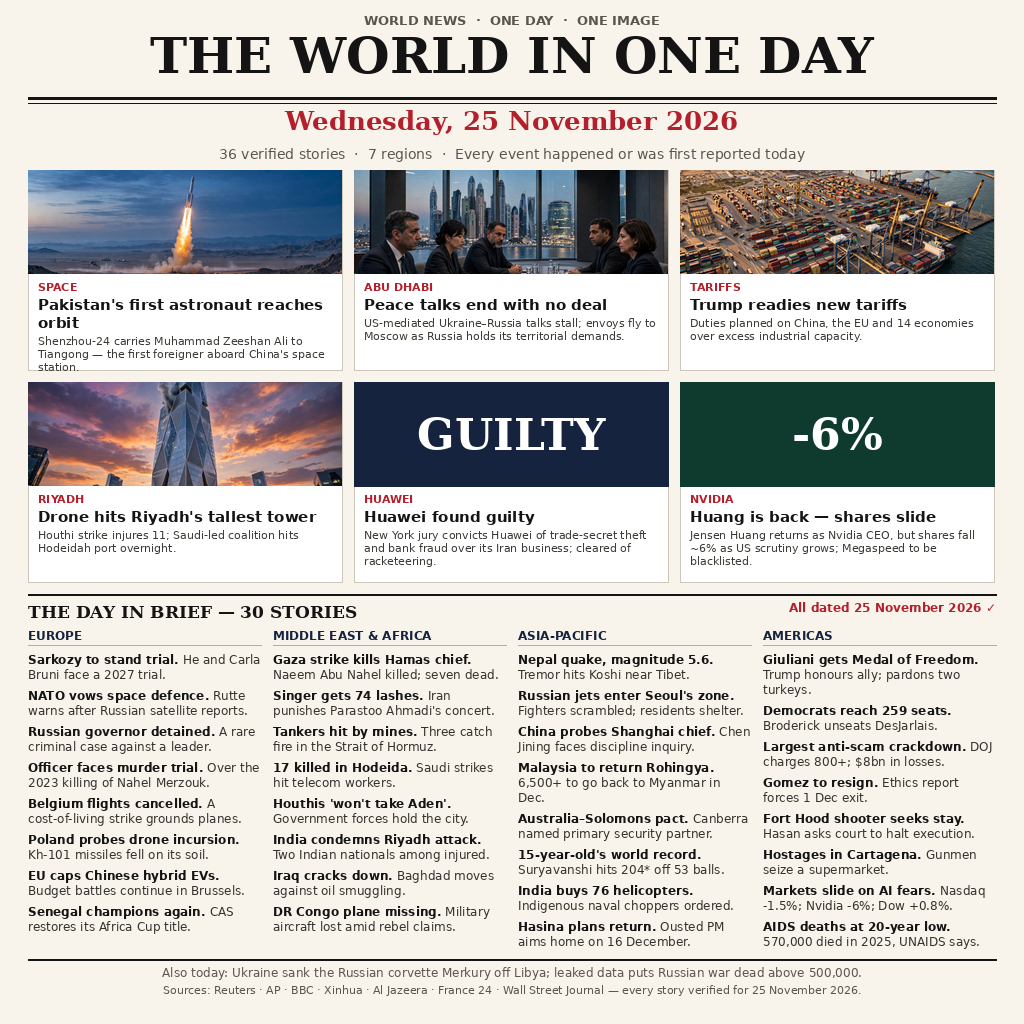 WORLD NEWS · ONE DAY · ONE IMAGE
THE WORLD IN ONE DAY
Wednesday, 25 November 2026
36 verified stories · 7 regions · Every event happened or was first reported today
SPACE
Pakistan's first astronaut reaches
orbit
Shenzhou-24 carries Muhammad Zeeshan Ali to
Tiangong — the first foreigner aboard China's space
station.
ABU DHABI
Peace talks end with no deal
US-mediated Ukraine–Russia talks stall; envoys fly to
Moscow as Russia holds its territorial demands.
TARIFFS
Trump readies new tariffs
Duties planned on China, the EU and 14 economies
over excess industrial capacity.
RIYADH
Drone hits Riyadh's tallest tower
Houthi strike injures 11; Saudi-led coalition hits
Hodeidah port overnight.
GUILTY
HUAWEI
Huawei found guilty
New York jury convicts Huawei of trade-secret theft
and bank fraud over its Iran business; cleared of
racketeering.
-6%
NVIDIA
Huang is back — shares slide
Jensen Huang returns as Nvidia CEO, but shares fall
~6% as US scrutiny grows; Megaspeed to be
blacklisted.
THE DAY IN BRIEF — 30 STORIES
All dated 25 November 2026 ✓
EUROPE
Sarkozy to stand trial. He and Carla
Bruni face a 2027 trial.
NATO vows space defence. Rutte
warns after Russian satellite reports.
Russian governor detained. A rare
criminal case against a leader.
Officer faces murder trial. Over the
2023 killing of Nahel Merzouk.
Belgium flights cancelled. A
cost-of-living strike grounds planes.
Poland probes drone incursion.
Kh-101 missiles fell on its soil.
EU caps Chinese hybrid EVs.
Budget battles continue in Brussels.
Senegal champions again. CAS
restores its Africa Cup title.
MIDDLE EAST & AFRICA
Gaza strike kills Hamas chief.
Naeem Abu Nahel killed; seven dead.
Singer gets 74 lashes. Iran
punishes Parastoo Ahmadi's concert.
Tankers hit by mines. Three catch
fire in the Strait of Hormuz.
17 killed in Hodeida. Saudi strikes
hit telecom workers.
Houthis 'won't take Aden'.
Government forces hold the city.
India condemns Riyadh attack.
Two Indian nationals among injured.
Iraq cracks down. Baghdad moves
against oil smuggling.
DR Congo plane missing. Military
aircraft lost amid rebel claims.
ASIA-PACIFIC
Nepal quake, magnitude 5.6.
Tremor hits Koshi near Tibet.
Russian jets enter Seoul's zone.
Fighters scrambled; residents shelter.
China probes Shanghai chief. Chen
Jining faces discipline inquiry.
Malaysia to return Rohingya.
6,500+ to go back to Myanmar in
Dec.
Australia–Solomons pact. Canberra
named primary security partner.
15-year-old's world record.
Suryavanshi hits 204* off 53 balls.
India buys 76 helicopters.
Indigenous naval choppers ordered.
Hasina plans return. Ousted PM
aims home on 16 December.
AMERICAS
Giuliani gets Medal of Freedom.
Trump honours ally; pardons two
turkeys.
Democrats reach 259 seats.
Broderick unseats DesJarlais.
Largest anti-scam crackdown. DOJ
charges 800+; $8bn in losses.
Gomez to resign. Ethics report
forces 1 Dec exit.
Fort Hood shooter seeks stay.
Hasan asks court to halt execution.
Hostages in Cartagena. Gunmen
seize a supermarket.
Markets slide on AI fears. Nasdaq
-1.5%; Nvidia -6%; Dow +0.8%.
AIDS deaths at 20-year low.
570,000 died in 2025, UNAIDS says.
Also today: Ukraine sank the Russian corvette Merkury off Libya; leaked data puts Russian war dead above 500,000.
Sources: Reuters · AP · BBC · Xinhua · Al Jazeera · France 24 · Wall Street Journal — every story verified for 25 November 2026.